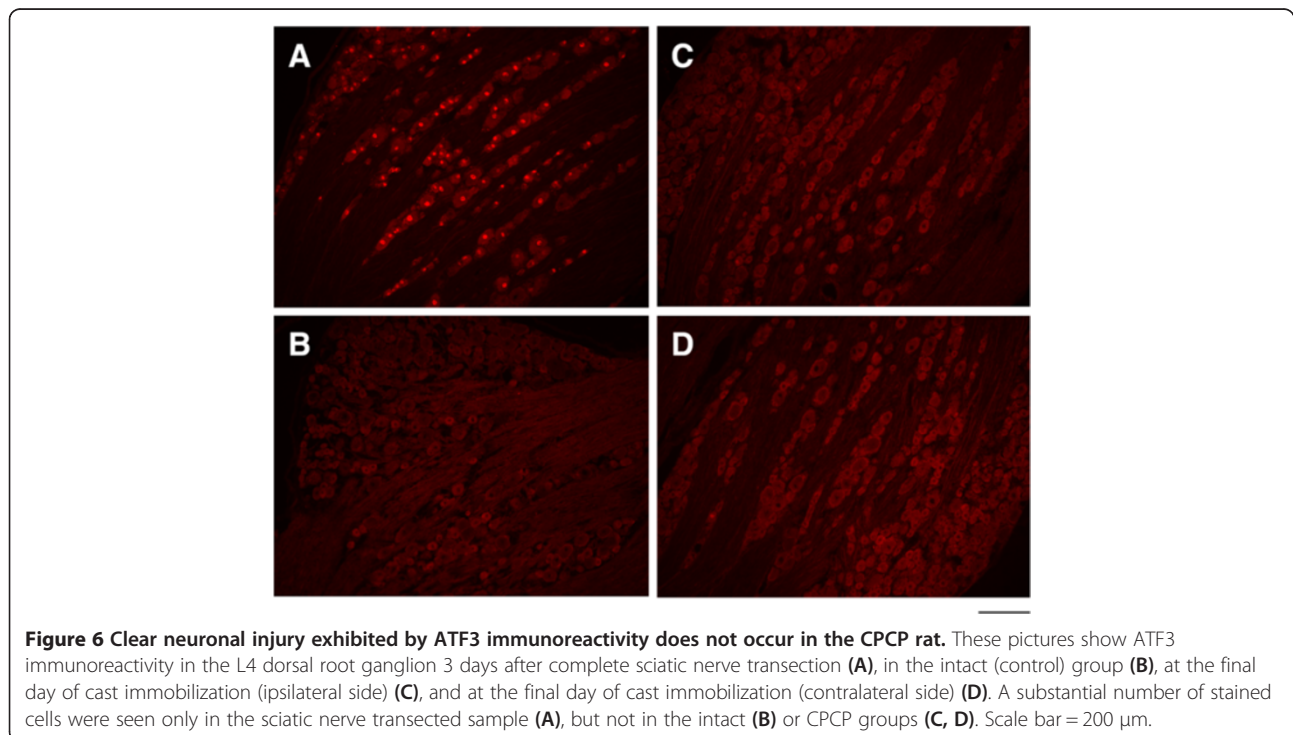 A
C
B
D
Figure 6 Clear neuronal injury exhibited by ATF3 immunoreactivity does not occur in the CPCP rat. These pictures show ATF3
immunoreactivity in the L4 dorsal root ganglion 3 days after complete sciatic nerve transection (A), in the intact (control) group (B), at the final
day of cast immobilization (ipsilateral side) (C), and at the final day of cast immobilization (contralateral side) (D). A substantial number of stained
cells were seen only in the sciatic nerve transected sample (A), but not in the intact (B) or CPCP groups (C, D). Scale bar = 200 μm.